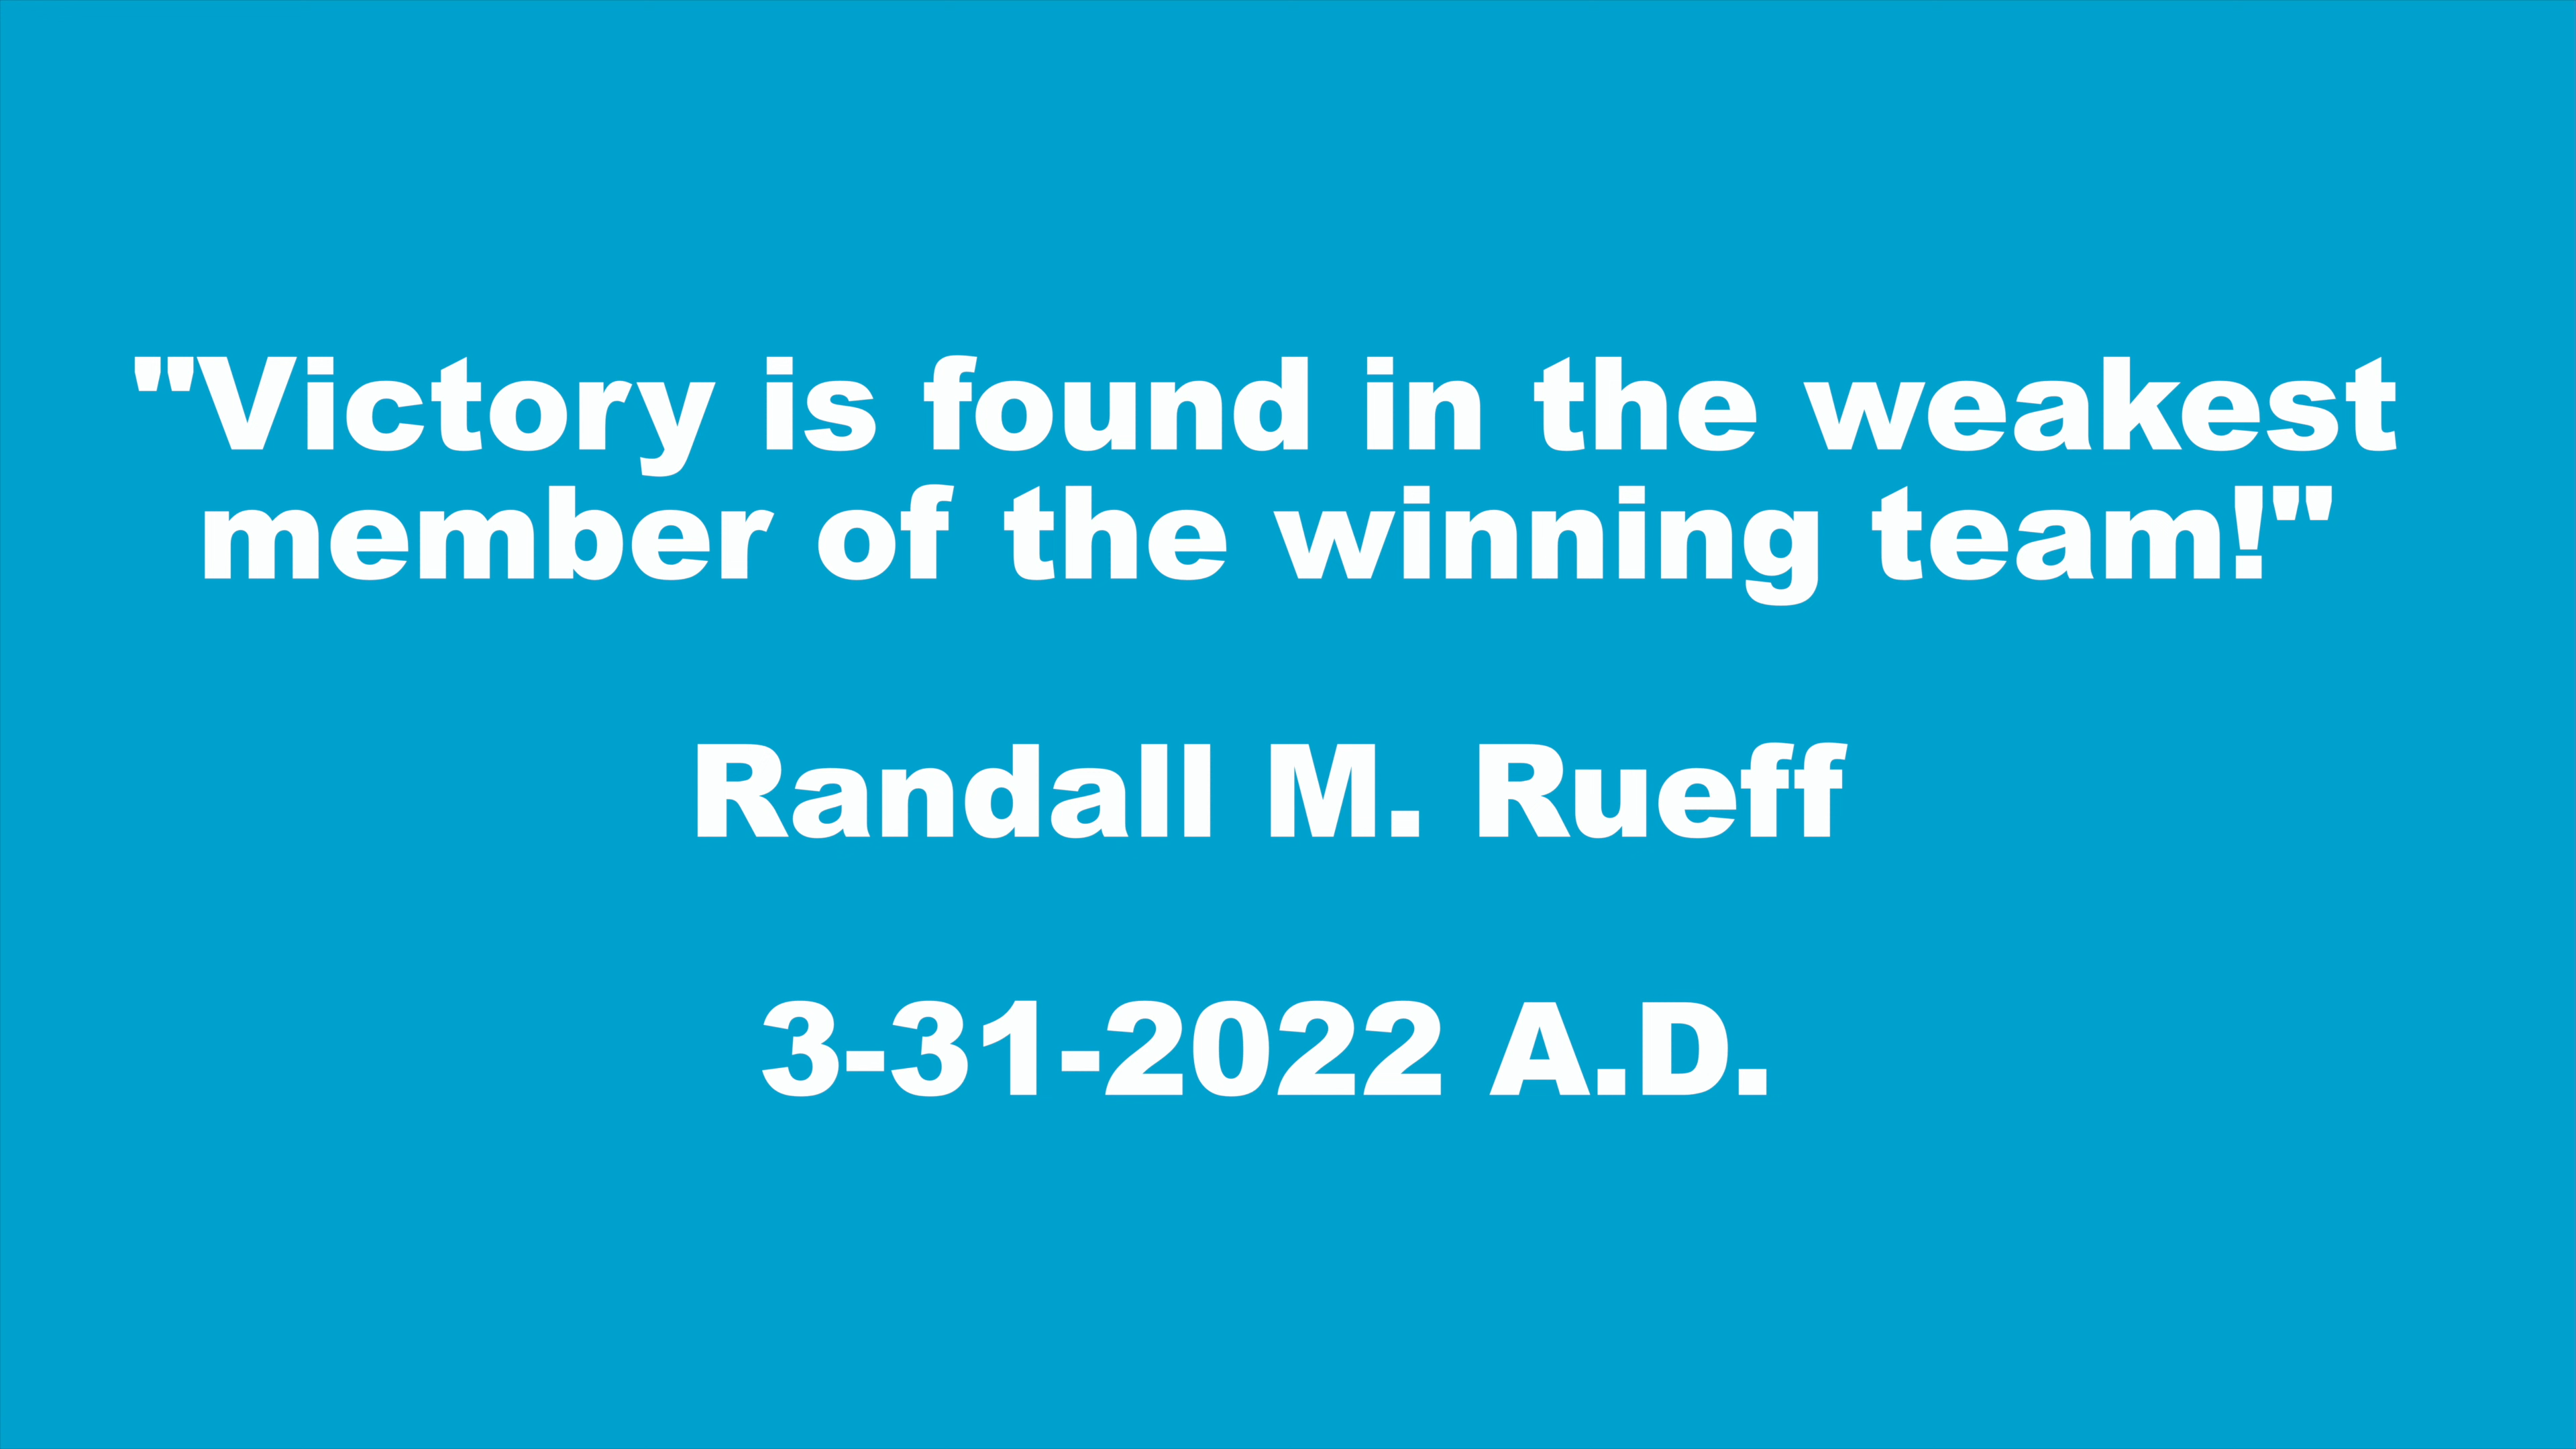 "Victory is found in the weakest
member of the winning team!"
Randall M. Rueff
3-31-2022 A.D.